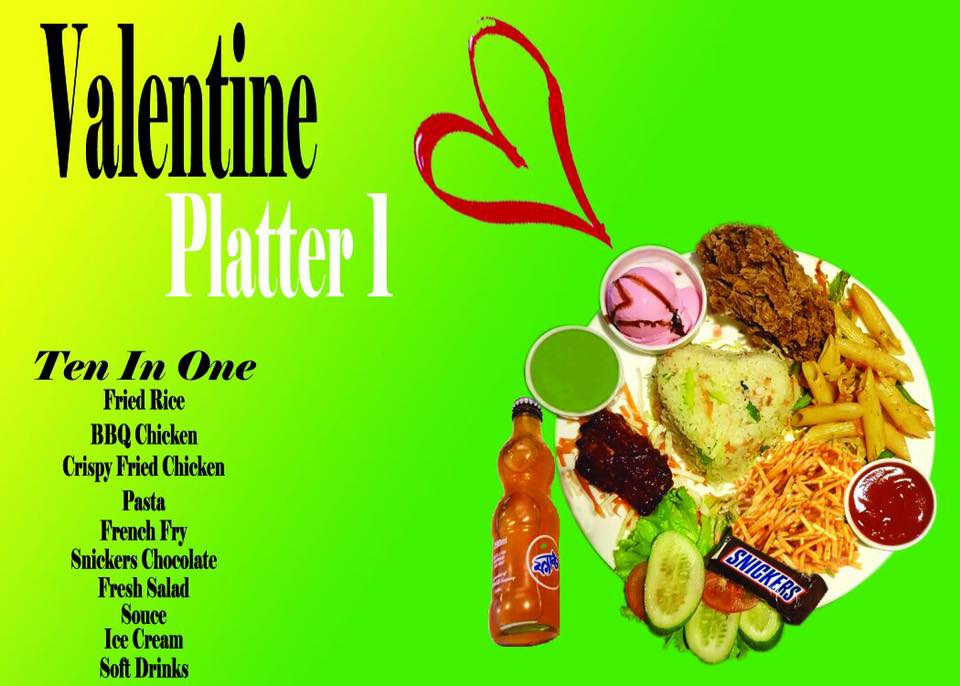 Valentine
Platter 1
Ten In One
Fried Rice
BBQ Chicken
Crispy Fried Chicken
Pasta
French Fry
Snickers Chocolate
Fresh Salad
Souce
Ice Cream
Soft Drinks
ফান্টা
SNICKERS